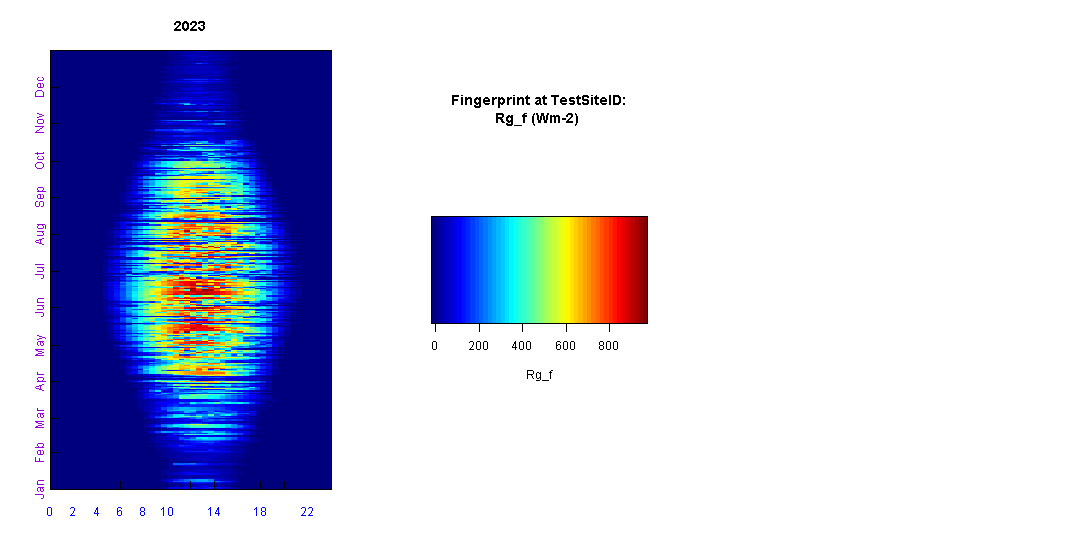 2023
Fingerprint at TestSiteID:
Rg_f (Wm-2)
Dec
Nov
Oct
Sep
Aug
Jul
Jun
May
Apr
Mar
Feb
Jan
0 2 4 6 8 10 14 18 22
0 200 400 600 800
Rg_f